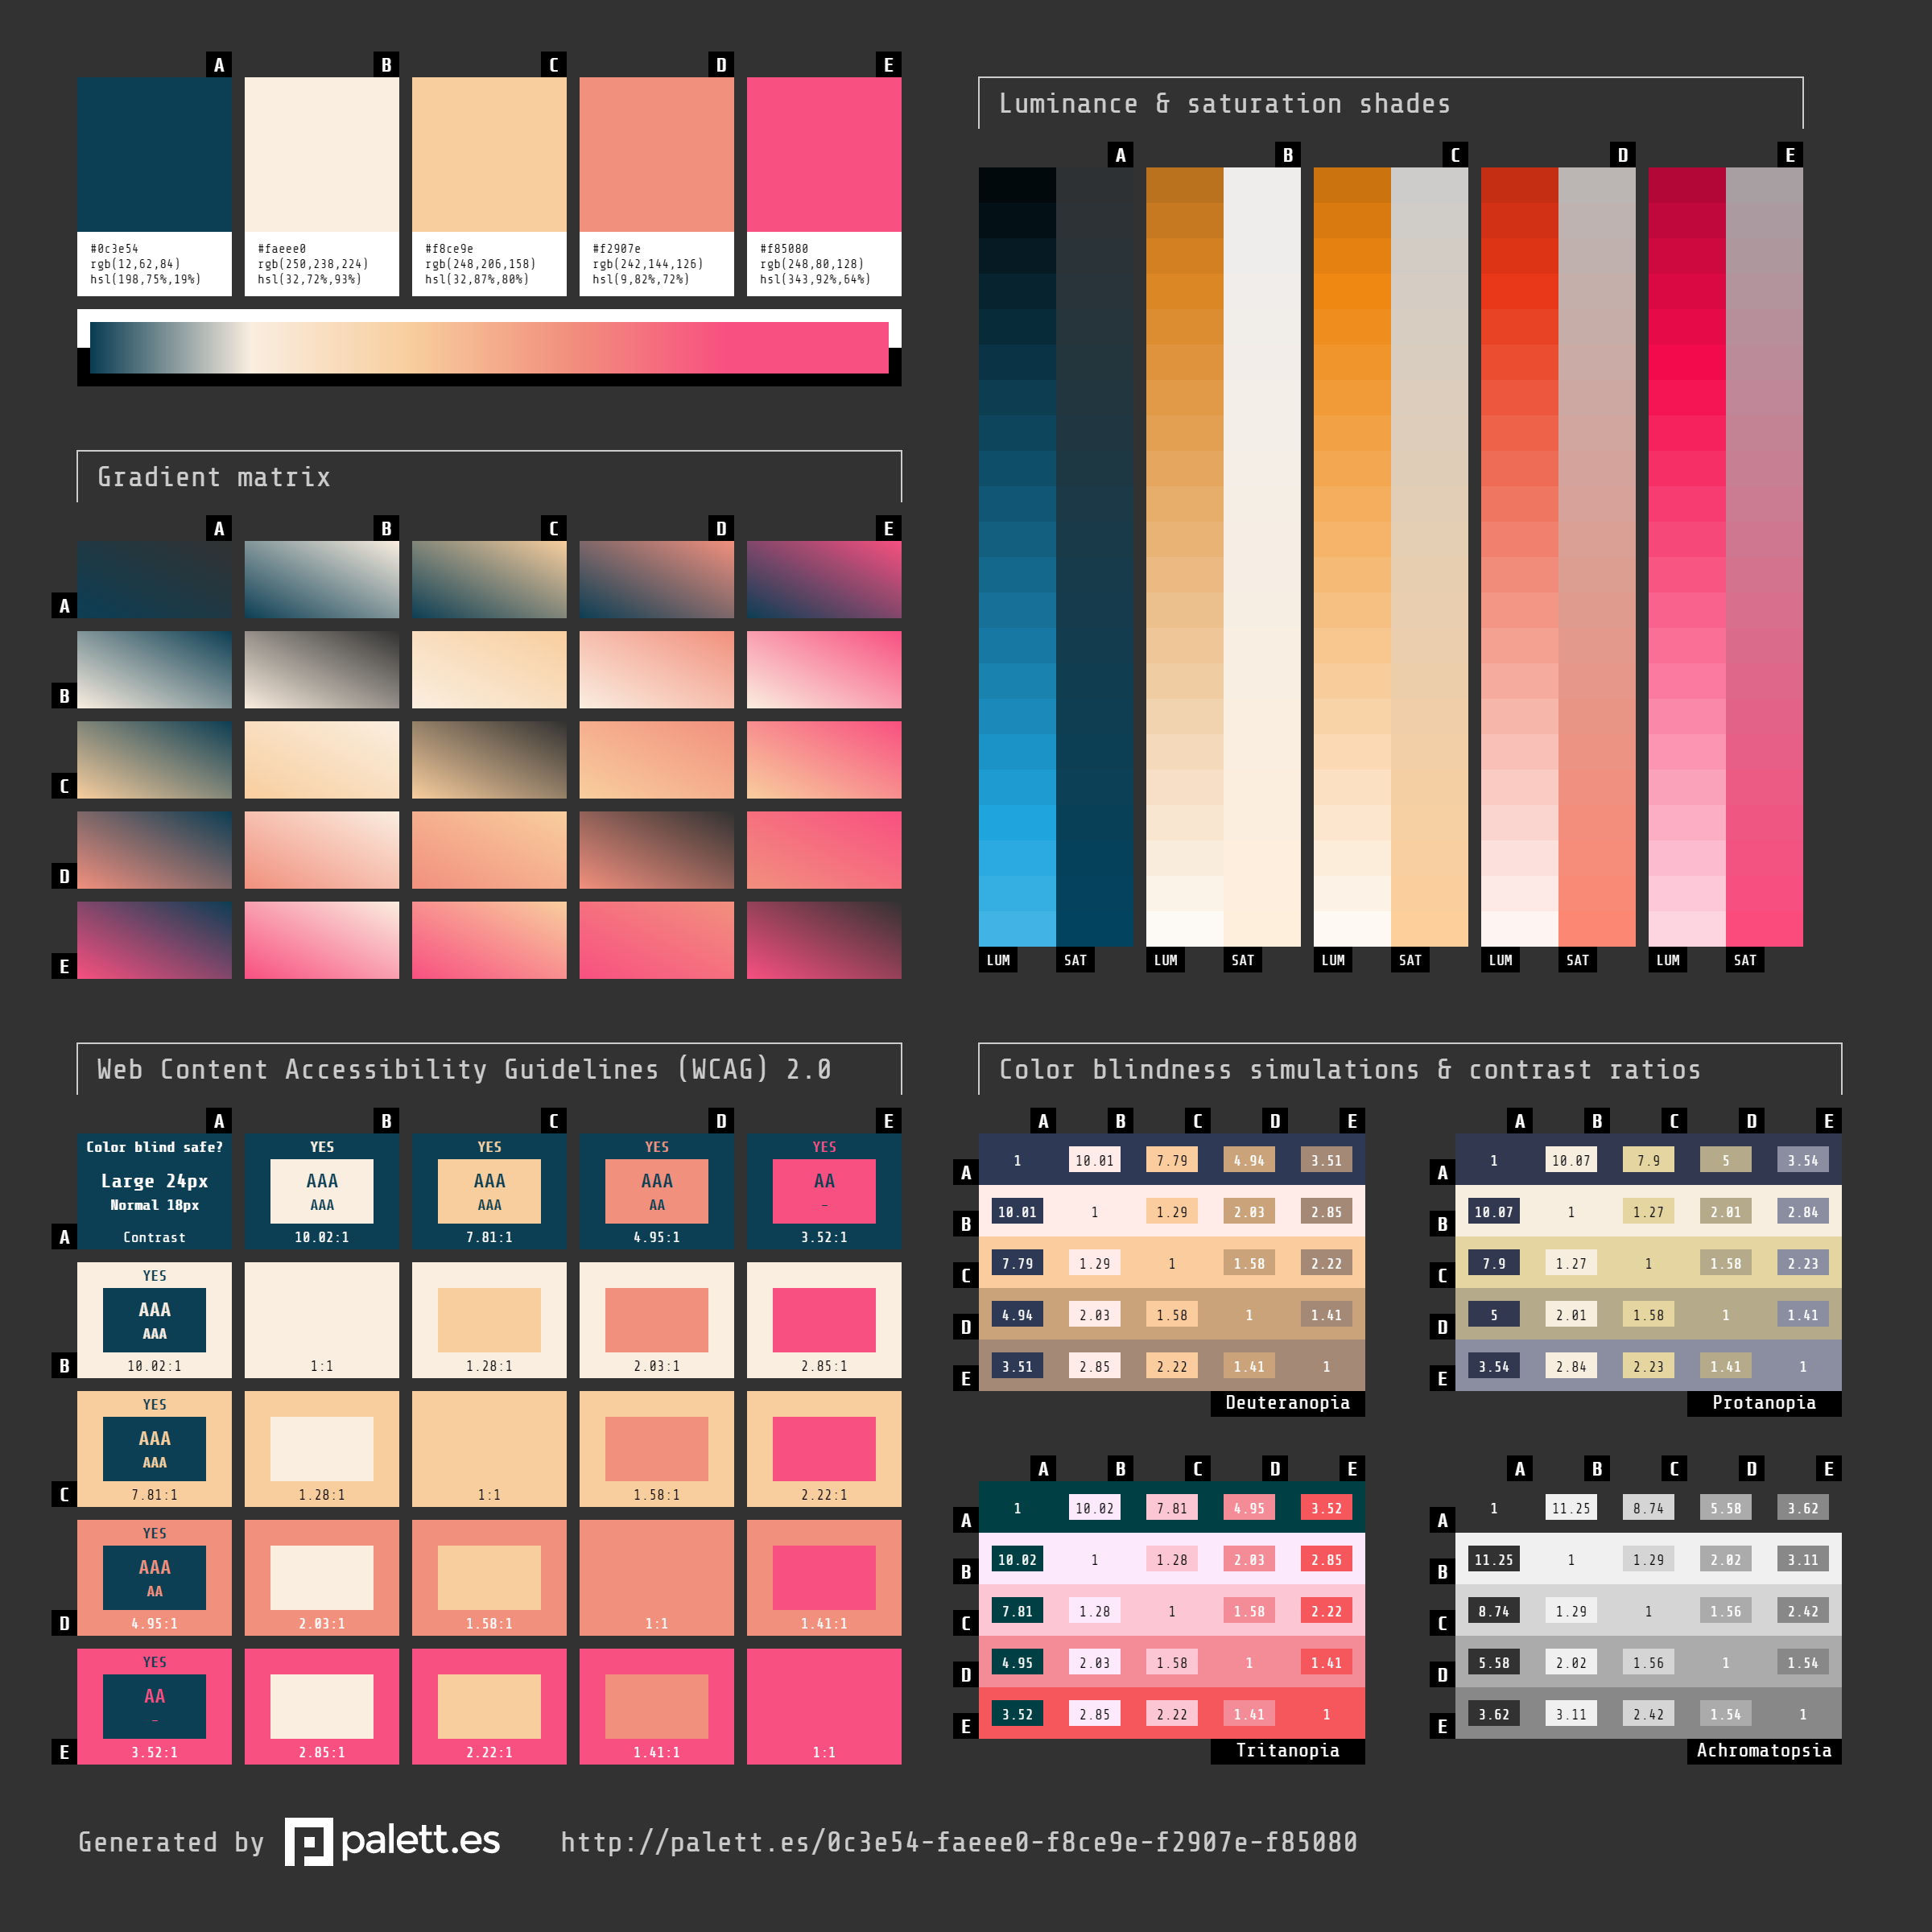 A B C D E
#0c3e54 #faeee0 #f8ce9e #f2907e #f85080
rgb(12,62,84) rgb(250,238,224) rgb(248,206,158) rgb(242,144,126) rgb(248,80,128)
hsl(198,75%,19%) hsl(32,72%,93%) hsl(32,87%,80%) hsl(9,82%,72%) hsl(343,92%,64%)
Luminance & saturation shades
A B C D E
LUM SAT LUM SAT LUM SAT LUM SAT LUM SAT
Gradient matrix
A B C D E
A
B
C
D
E
Web Content Accessibility Guidelines (WCAG) 2.0
A B C D E
Color blind safe? YES YES YES YES
Large 24px AAA AAA AAA AA
Normal 18px AAA AAA AA –
A Contrast 10.02:1 7.81:1 4.95:1 3.52:1
YES
AAA
AAA
B 10.02:1 1:1 1.28:1 2.03:1 2.85:1
YES
AAA
AAA
C 7.81:1 1.28:1 1:1 1.58:1 2.22:1
YES
AAA
AA
D 4.95:1 2.03:1 1.58:1 1:1 1.41:1
YES
AA
–
E 3.52:1 2.85:1 2.22:1 1.41:1 1:1
Color blindness simulations & contrast ratios
A B C D E
A 1 10.01 7.79 4.94 3.51
B 10.01 1 1.29 2.03 2.85
C 7.79 1.29 1 1.58 2.22
D 4.94 2.03 1.58 1 1.41
E 3.51 2.85 2.22 1.41 1
Deuteranopia
A B C D E
A 1 10.07 7.9 5 3.54
B 10.07 1 1.27 2.01 2.84
C 7.9 1.27 1 1.58 2.23
D 5 2.01 1.58 1 1.41
E 3.54 2.84 2.23 1.41 1
Protanopia
A B C D E
A 1 10.02 7.81 4.95 3.52
B 10.02 1 1.28 2.03 2.85
C 7.81 1.28 1 1.58 2.22
D 4.95 2.03 1.58 1 1.41
E 3.52 2.85 2.22 1.41 1
Tritanopia
A B C D E
A 1 11.25 8.74 5.58 3.62
B 11.25 1 1.29 2.02 3.11
C 8.74 1.29 1 1.56 2.42
D 5.58 2.02 1.56 1 1.54
E 3.62 3.11 2.42 1.54 1
Achromatopsia
Generated by palett.es http://palett.es/0c3e54-faeee0-f8ce9e-f2907e-f85080